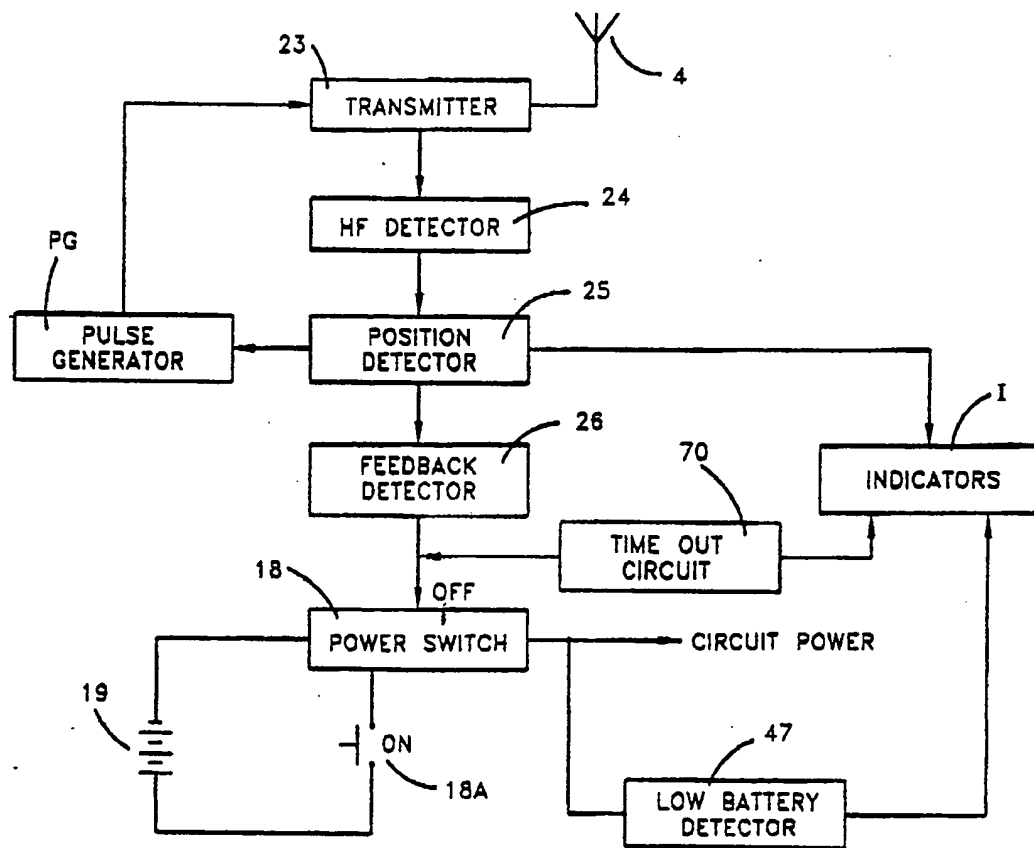 23
4
TRANSMITTER
24
HF DETECTOR
PG
25
PULSE
GENERATOR
POSITION
DETECTOR
I
26
70
FEEDBACK
DETECTOR
INDICATORS
TIME OUT
CIRCUIT
18
OFF
POWER SWITCH
CIRCUIT POWER
19
ON
18A
47
LOW BATTERY
DETECTOR